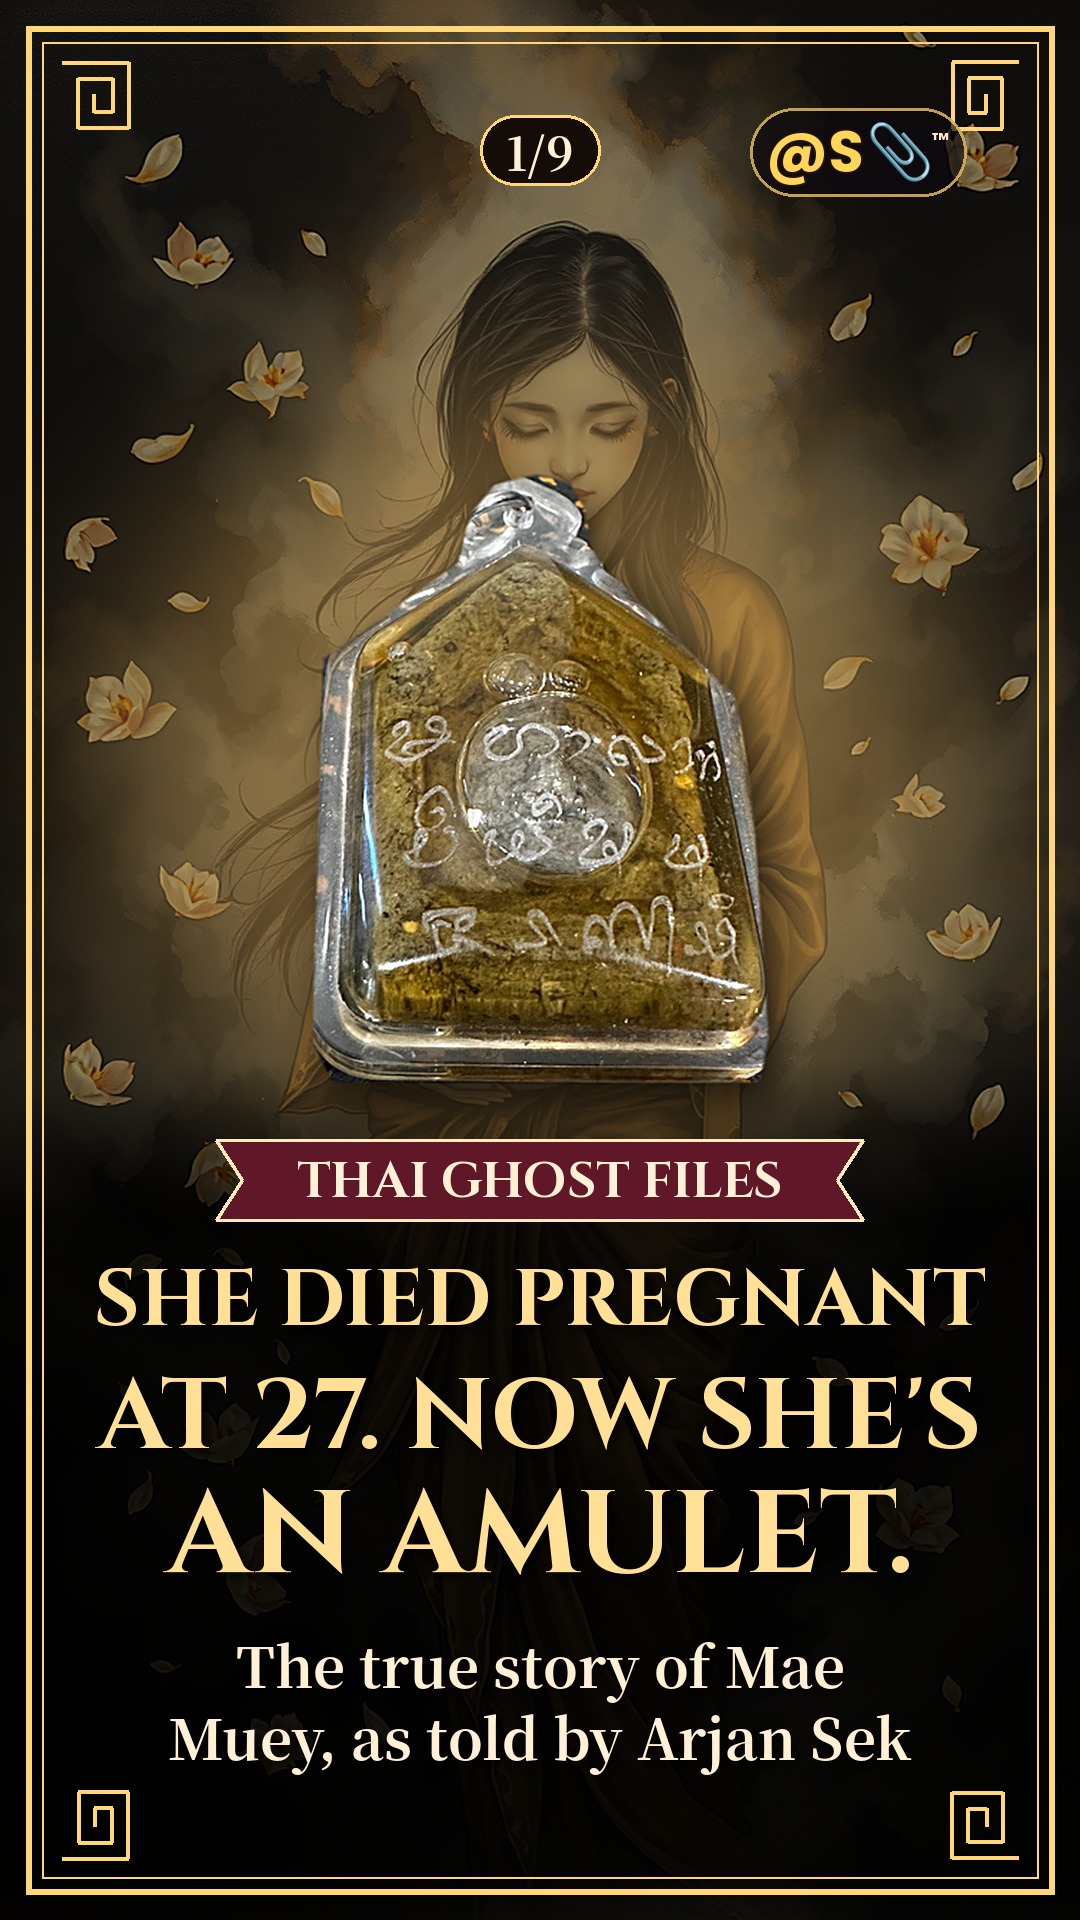 1/9
@S📎™
THAI GHOST FILES
SHE DIED PREGNANT
AT 27. NOW SHE'S
AN AMULET.
The true story of Mae
Muey, as told by Arjan Sek